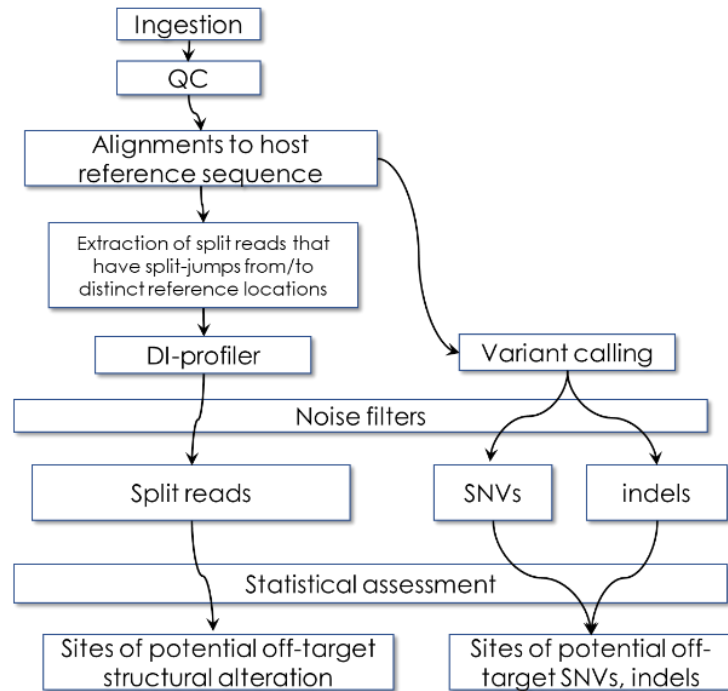 Ingestion
QC
Alignments to host
reference sequence
Extraction of split reads that
have split-jumps from/to
distinct reference locations
DI-profiler
Variant calling
Noise filters
Split reads
SNVs
indels
Statistical assessment
Sites of potential off-target
structural alteration
Sites of potential off-
target SNVs, indels